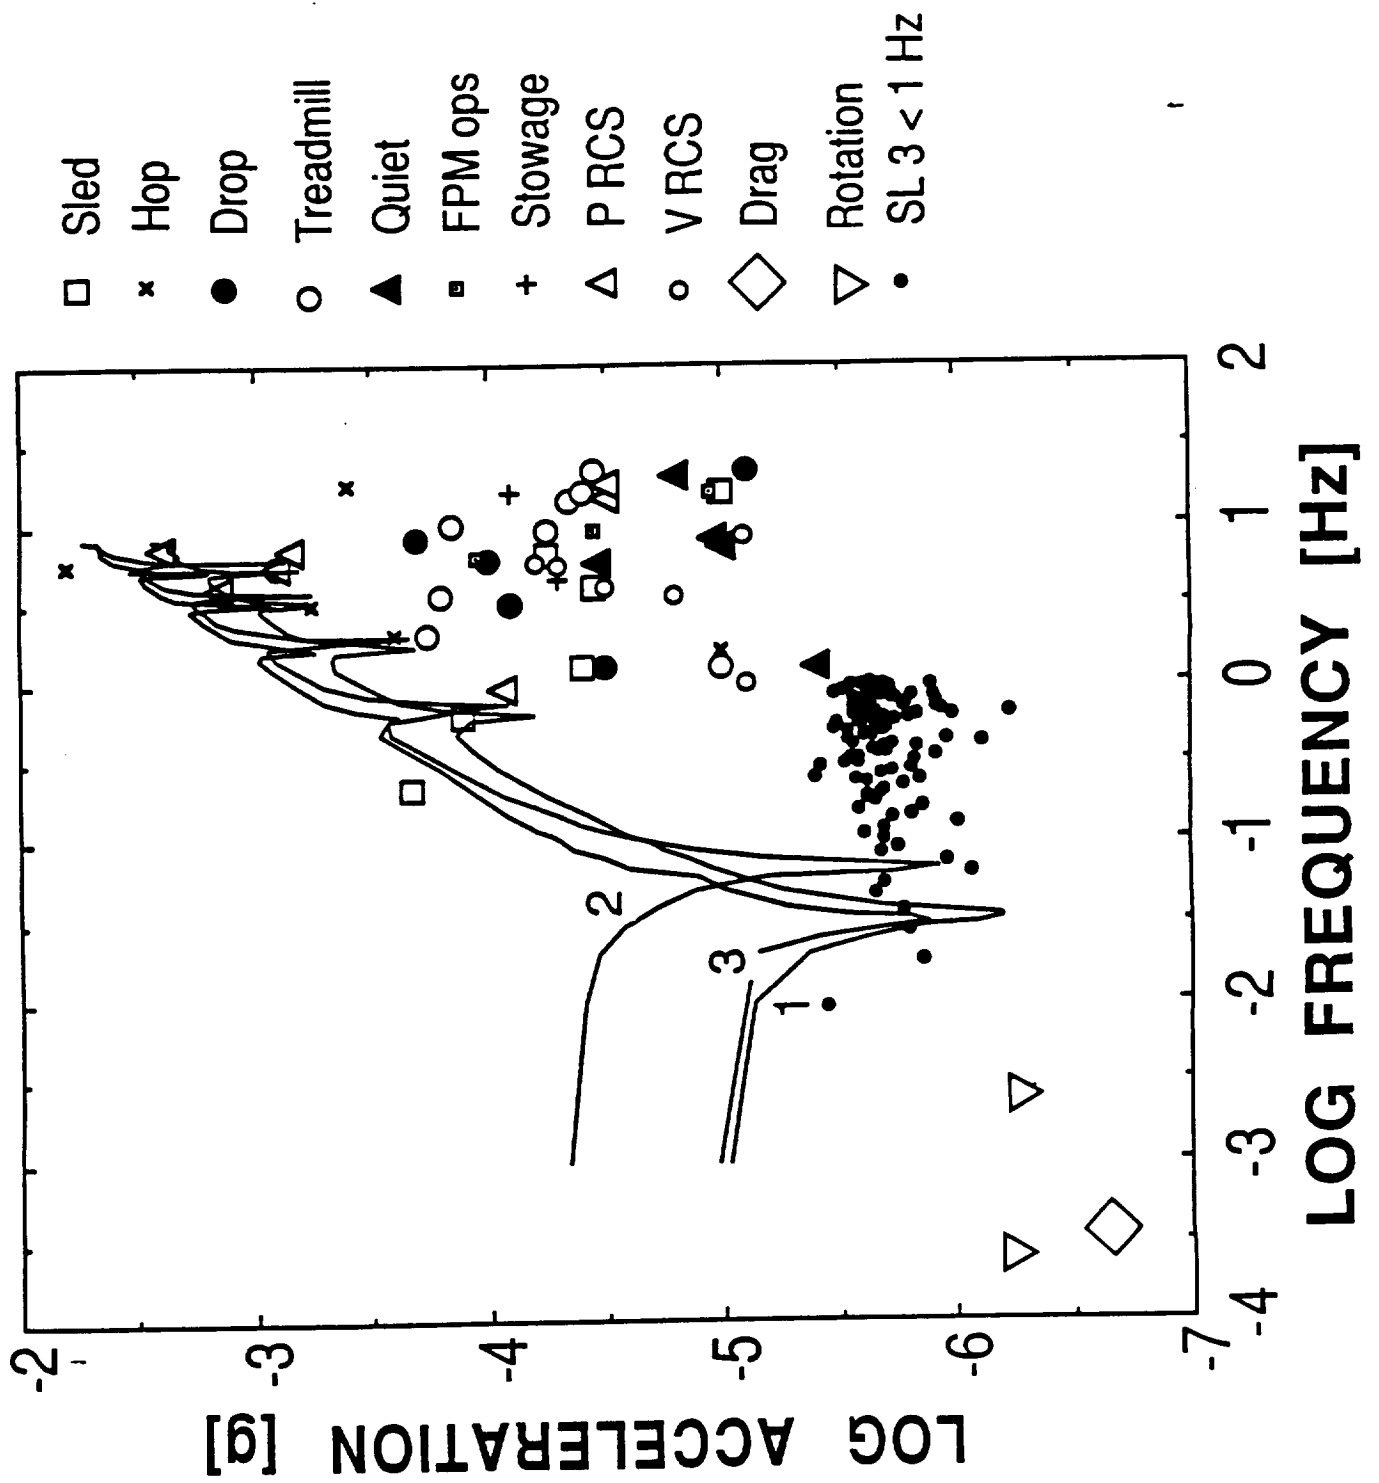 LOG ACCELERATION [g]
-2
-3
-4
-5
-6
-7
-4
-3
-2
-1
0
1
2
LOG FREQUENCY [Hz]
1
2
3
Sled
Hop
Drop
Treadmill
Quiet
FPM ops
Stowage
P RCS
V RCS
Drag
Rotation
SL 3 < 1 Hz